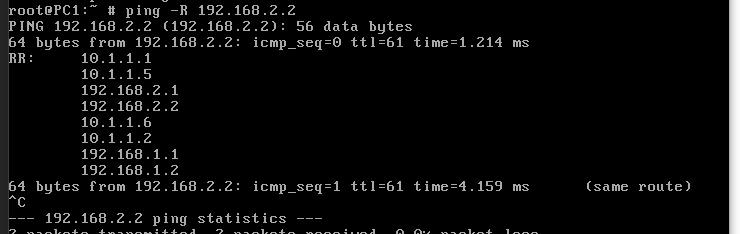 root@PC1:~ # ping -R 192.168.2.2
PING 192.168.2.2 (192.168.2.2): 56 data bytes
64 bytes from 192.168.2.2: icmp_seq=0 ttl=61 time=1.214 ms
RR:     10.1.1.1
        10.1.1.5
        192.168.2.1
        192.168.2.2
        10.1.1.6
        10.1.1.2
        192.168.1.1
        192.168.1.2
64 bytes from 192.168.2.2: icmp_seq=1 ttl=61 time=4.159 ms      (same route)
^C
--- 192.168.2.2 ping statistics ---
2 packets transmitted, 2 packets received, 0.0% packet loss